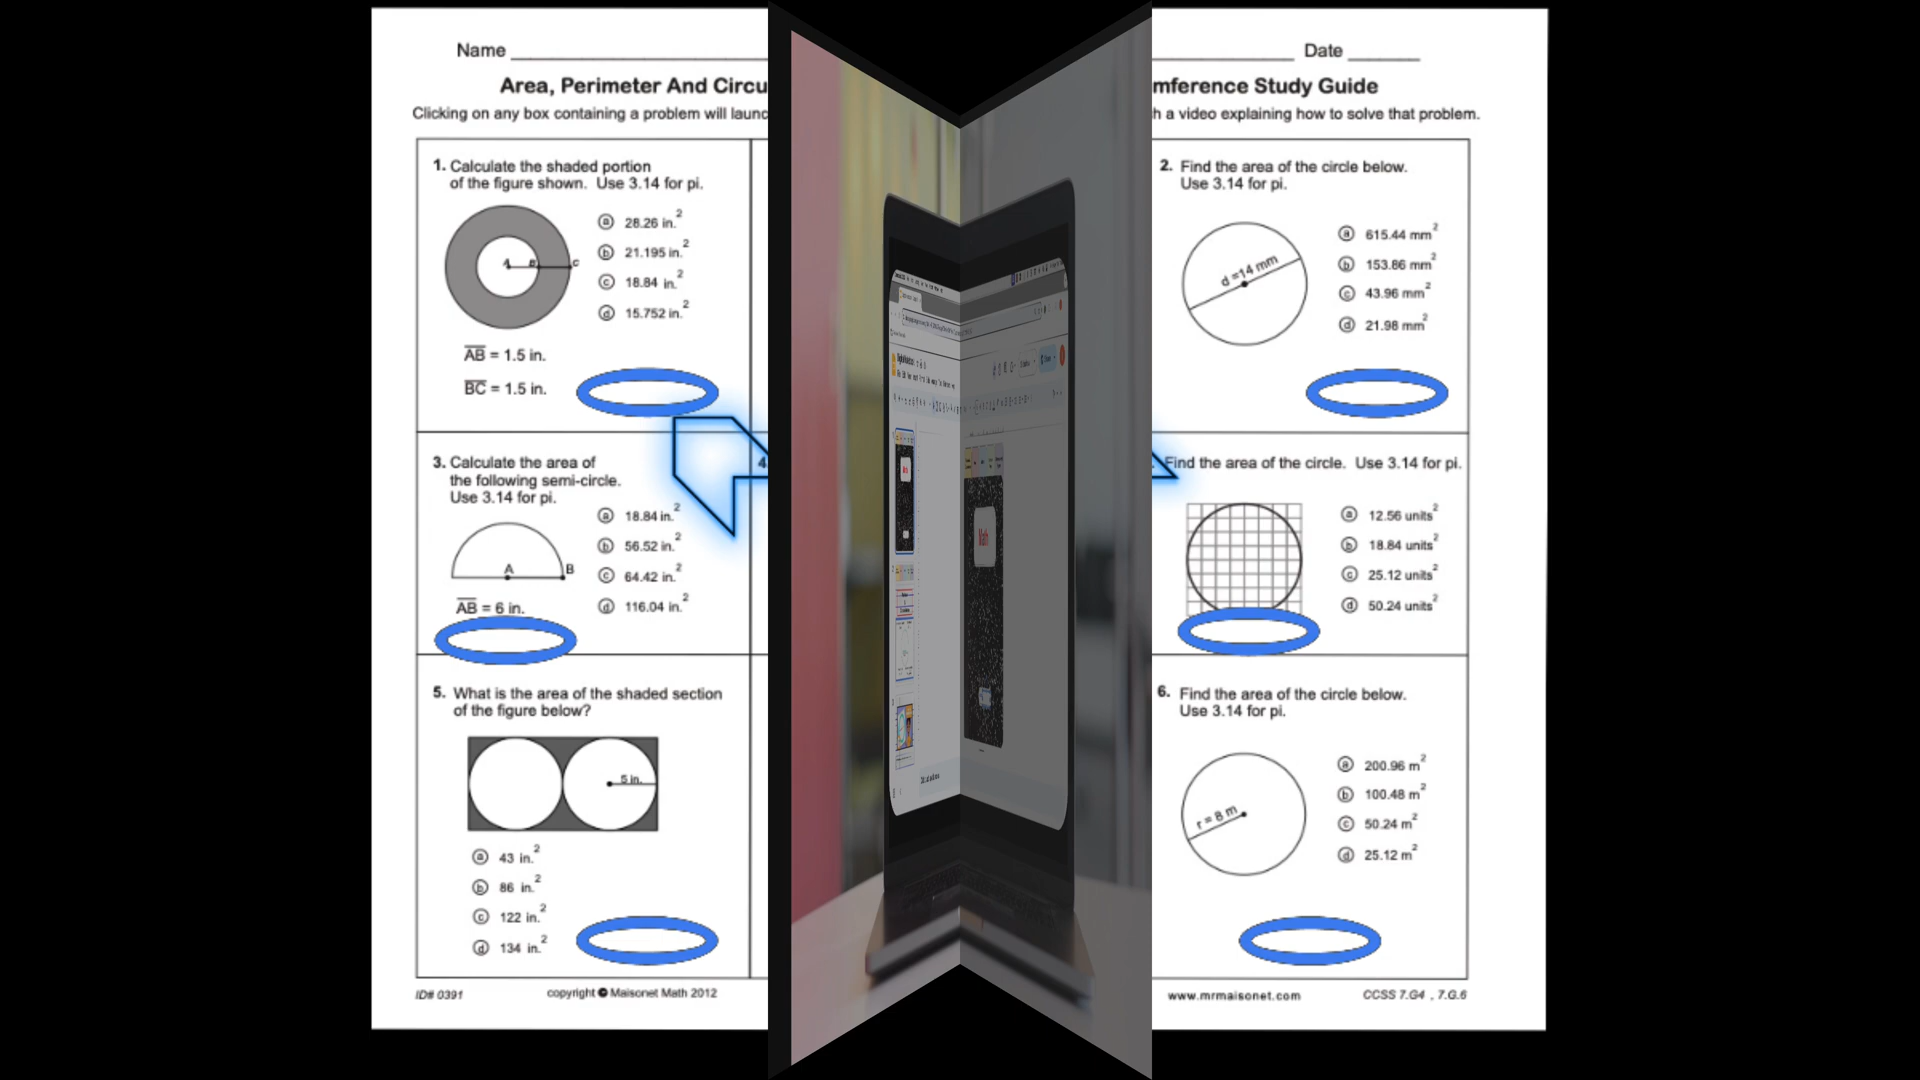 Name
Date
Area, Perimeter And Circu
mference Study Guide
Clicking on any box containing a problem will launc
h a video explaining how to solve that problem.
1. Calculate the shaded portion
of the figure shown. Use 3.14 for pi.
A B C
ⓐ 28.26 in.²
ⓑ 21.195 in.²
ⓒ 18.84 in.²
ⓓ 15.752 in.²
AB = 1.5 in.
BC = 1.5 in.
2. Find the area of the circle below.
Use 3.14 for pi.
d =14 mm
ⓐ 615.44 mm²
ⓑ 153.86 mm²
ⓒ 43.96 mm²
ⓓ 21.98 mm²
3. Calculate the area of
the following semi-circle.
Use 3.14 for pi.
A B
AB = 6 in.
ⓐ 18.84 in.²
ⓑ 56.52 in.²
ⓒ 64.42 in.²
ⓓ 116.04 in.²
4
. Find the area of the circle. Use 3.14 for pi.
ⓐ 12.56 units²
ⓑ 18.84 units²
ⓒ 25.12 units²
ⓓ 50.24 units²
5. What is the area of the shaded section
of the figure below?
5 in.
ⓐ 43 in.²
ⓑ 86 in.²
ⓒ 122 in.²
ⓓ 134 in.²
6. Find the area of the circle below.
Use 3.14 for pi.
r = 8 m
ⓐ 200.96 m²
ⓑ 100.48 m²
ⓒ 50.24 m²
ⓓ 25.12 m²
ID# 0391
copyright © Maisonet Math 2012
www.mrmaisonet.com
CCSS 7.G4 , 7.G.6
Math